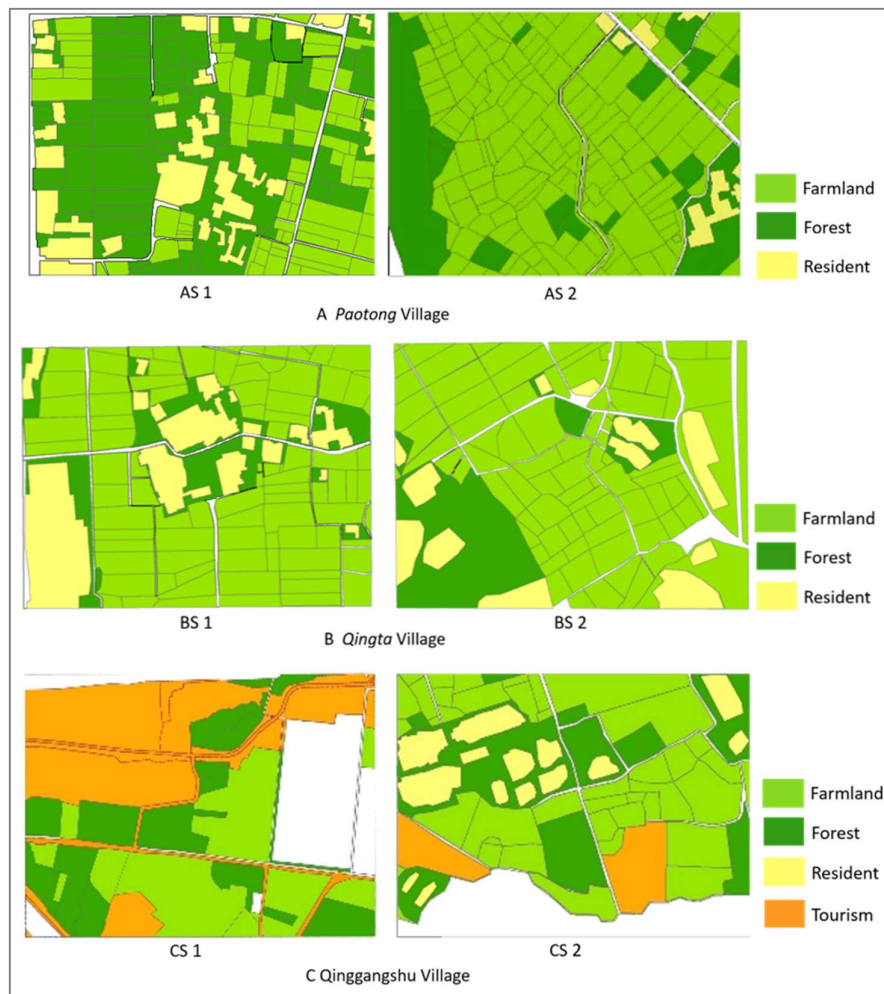 Farmland
Forest
Resident
AS 1
AS 2
A Paotong Village
Farmland
Forest
Resident
BS 1
BS 2
B Qingta Village
Farmland
Forest
Resident
Tourism
CS 1
CS 2
C Qinggangshu Village